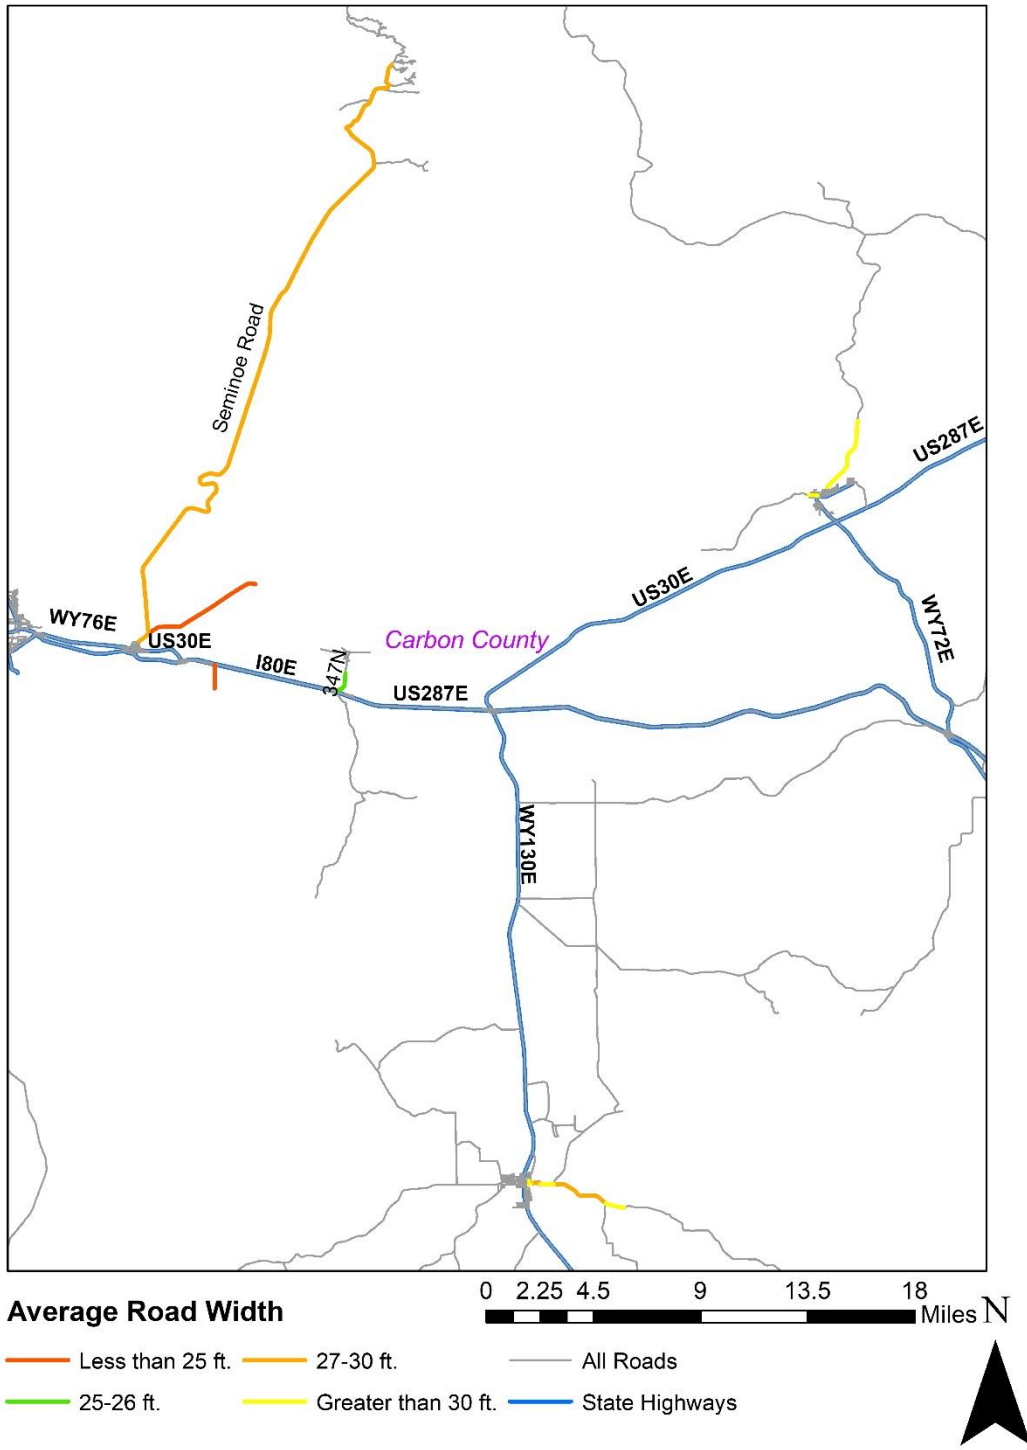 Seminoe Road
US287E
US30E
WY76E
US30E
Carbon County
WY72E
I80E
347N
US287E
WY130E
Average Road Width
0 2.25 4.5 9 13.5 18
Miles N
Less than 25 ft. 27-30 ft. All Roads
25-26 ft. Greater than 30 ft. State Highways